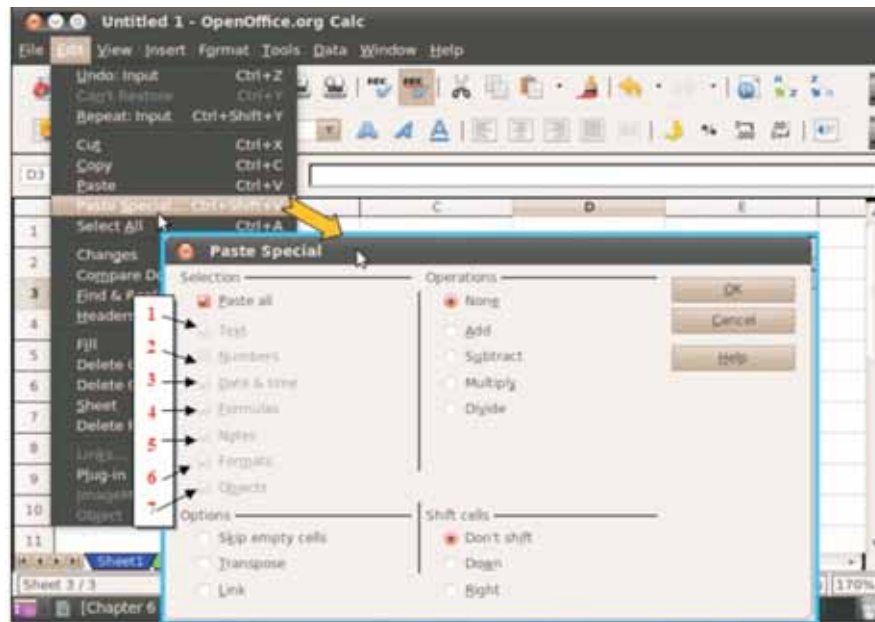 Untitled 1 - OpenOffice.org Calc
File Edit View Insert Format Tools Data Window Help
Undo: Input Ctrl+Z
Can't Restore Ctrl+Y
Repeat: Input Ctrl+Shift+Y
Cut Ctrl+X
Copy Ctrl+C
Paste Ctrl+V
Paste Special Ctrl+Shift+V
Select All Ctrl+A
Changes
Compare
Find &
Fill
Delete
Delete
Sheet
Delete
Links...
Plug-in
Object
D3
C D E
1
2
3
4
5
6
7
8
9
10
11
Paste Special
Selection
Paste all
1 Text
2 Numbers
3 Date & time
4 Formulas
5 Notes
6 Formats
7 Objects
Operations
None
Add
Subtract
Multiply
Divide
OK
Cancel
Help
Options
Skip empty cells
Transpose
Link
Shift cells
Don't shift
Down
Right
Sheet1
Sheet 3 / 3
170%
[Chapter 6